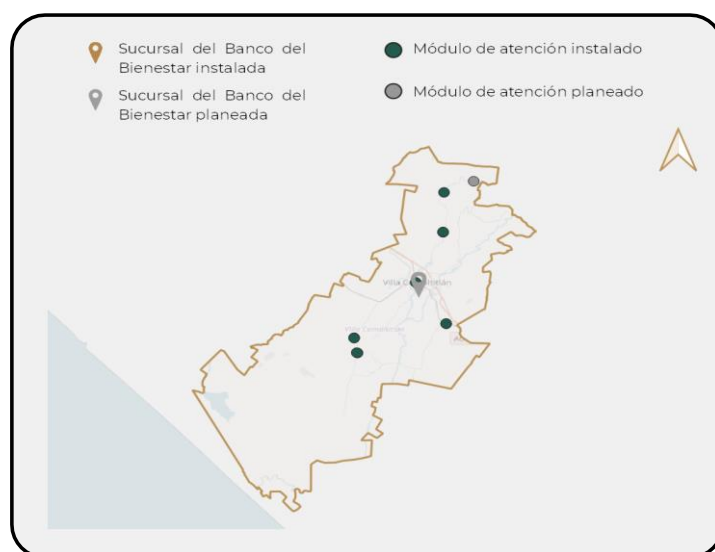 Sucursal del Banco del
Bienestar instalada
Sucursal del Banco del
Bienestar planeada
Módulo de atención instalado
Módulo de atención planeado
Villa